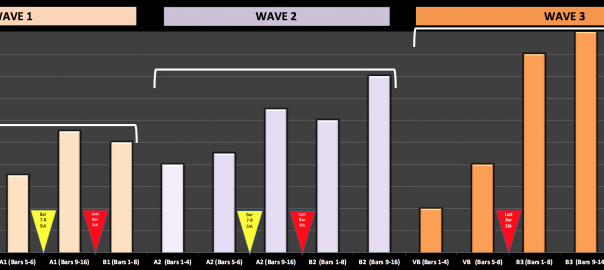 WAVE 1
WAVE 2
WAVE 3
Bar
7-8
SIA
Last
Bar
SIA
Bar
7-8
SIA
Last
Bar
SIA
Last
Bar
SIA
A1 (Bars 5-6)
A1 (Bars 9-16)
B1 (Bars 1-8)
A2 (Bars 1-4)
A2 (Bars 5-6)
A2 (Bars 9-16)
B2 (Bars 1-8)
B2 (Bars 9-16)
VB (Bars 1-4)
VB (Bars 5-8)
B3 (Bars 1-8)
B3 (Bars 9-14